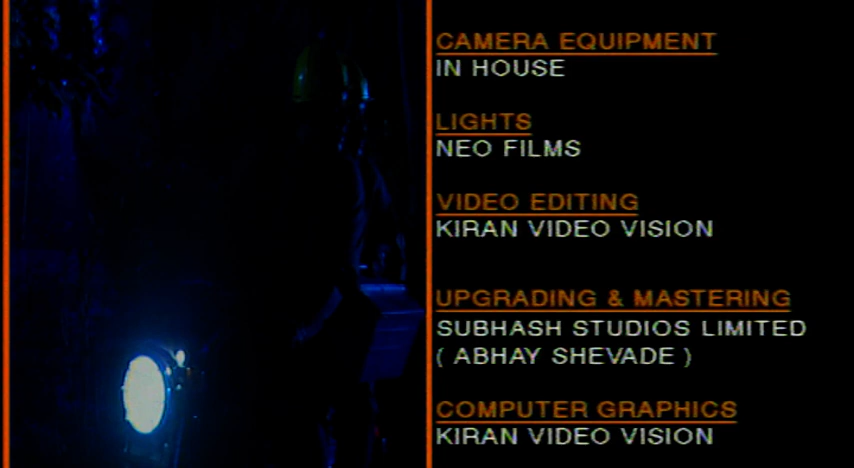 CAMERA EQUIPMENT
IN HOUSE
LIGHTS
NEO FILMS
VIDEO EDITING
KIRAN VIDEO VISION
UPGRADING & MASTERING
SUBHASH STUDIOS LIMITED
( ABHAY SHEVADE )
COMPUTER GRAPHICS
KIRAN VIDEO VISION